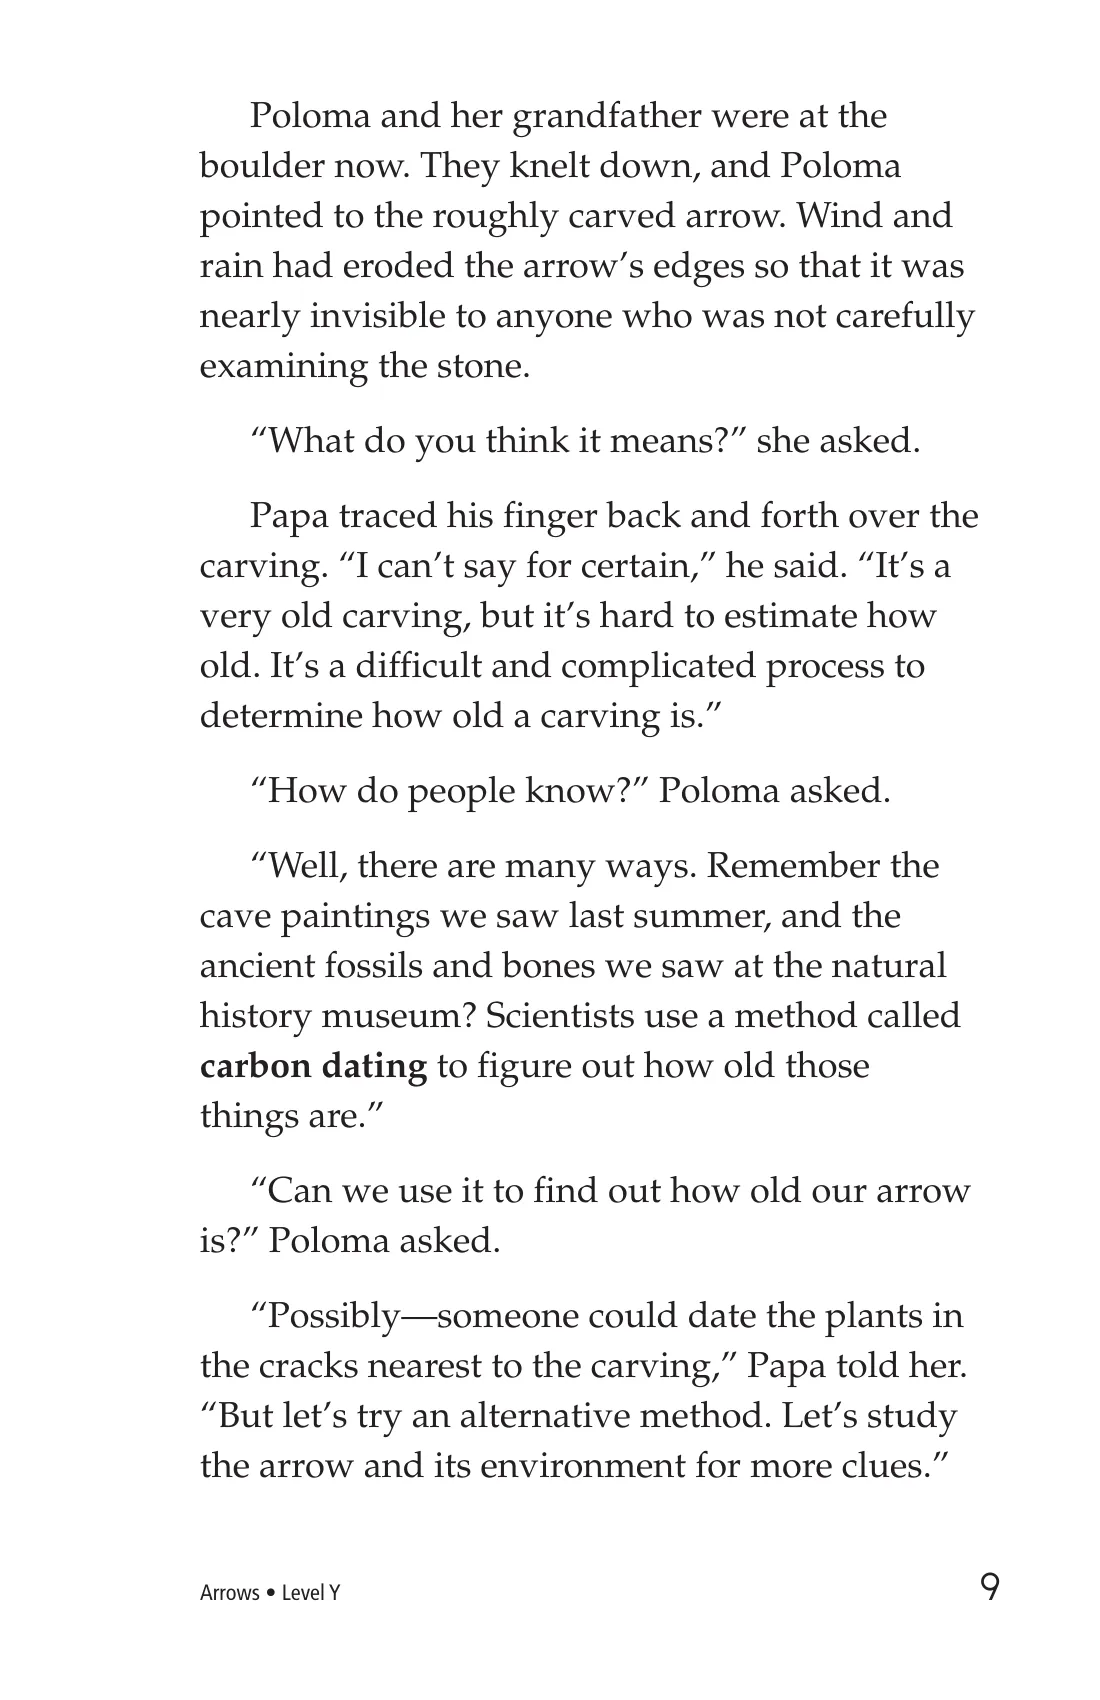 Poloma and her grandfather were at the
boulder now. They knelt down, and Poloma
pointed to the roughly carved arrow. Wind and
rain had eroded the arrow’s edges so that it was
nearly invisible to anyone who was not carefully
examining the stone.
“What do you think it means?” she asked.
Papa traced his finger back and forth over the
carving. “I can’t say for certain,” he said. “It’s a
very old carving, but it’s hard to estimate how
old. It’s a difficult and complicated process to
determine how old a carving is.”
“How do people know?” Poloma asked.
“Well, there are many ways. Remember the
cave paintings we saw last summer, and the
ancient fossils and bones we saw at the natural
history museum? Scientists use a method called
carbon dating to figure out how old those
things are.”
“Can we use it to find out how old our arrow
is?” Poloma asked.
“Possibly—someone could date the plants in
the cracks nearest to the carving,” Papa told her.
“But let’s try an alternative method. Let’s study
the arrow and its environment for more clues.”
Arrows • Level Y
9